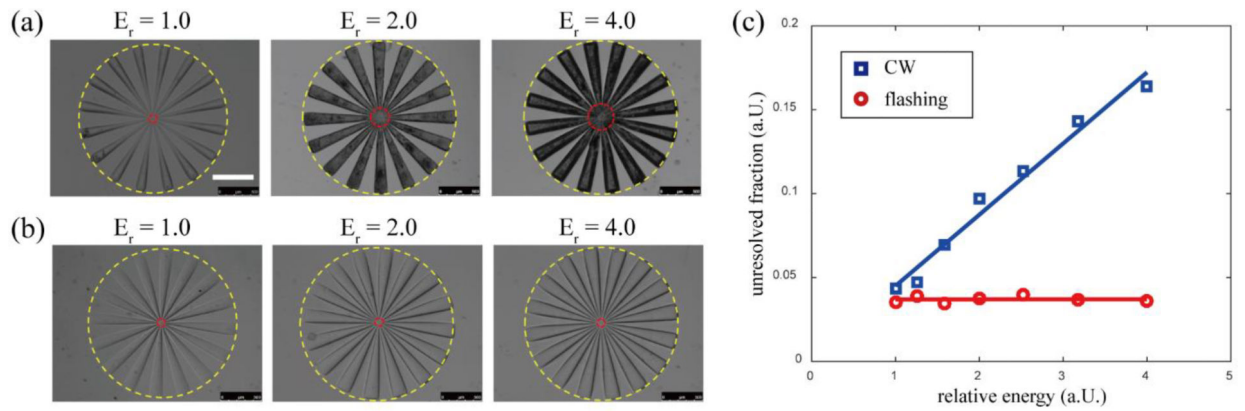 (a) E_r = 1.0 E_r = 2.0 E_r = 4.0
(b) E_r = 1.0 E_r = 2.0 E_r = 4.0
(c)
0.2
0.15
0.1
0.05
0
unresolved fraction (a.U.)
CW
flashing
0 1 2 3 4 5
relative energy (a.U.)